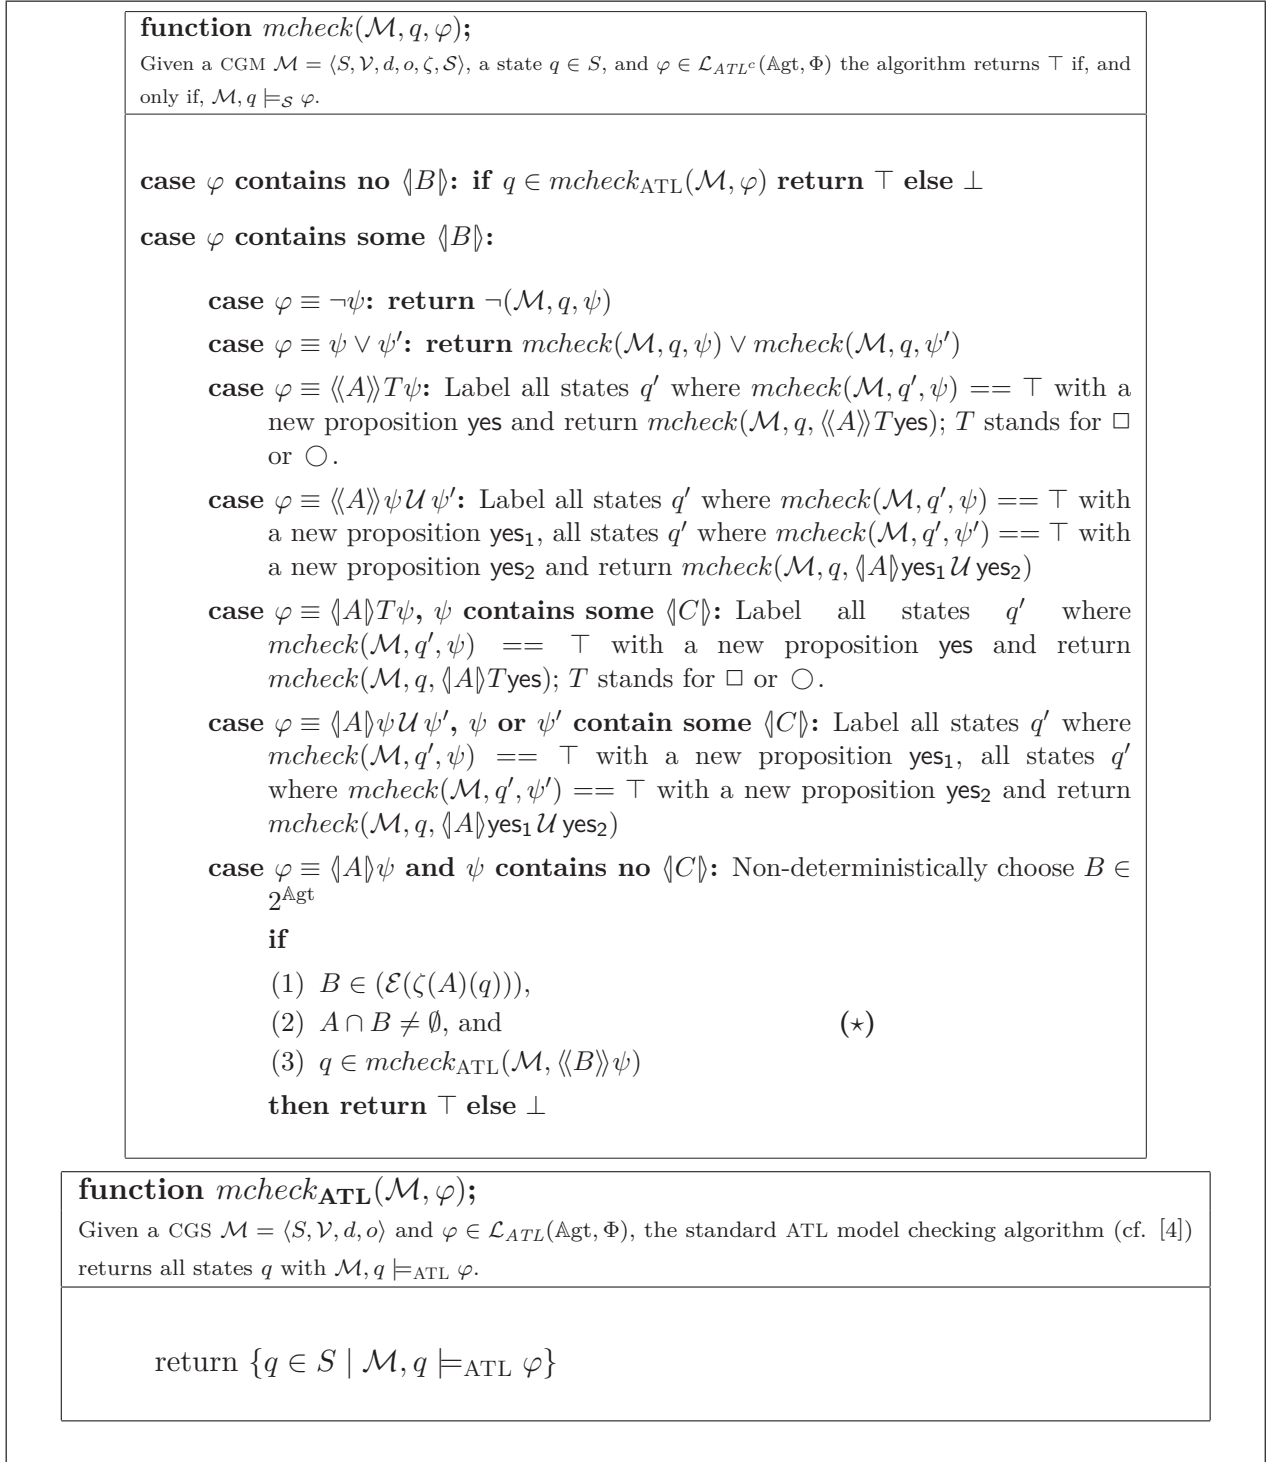 function mcheck(ℳ, q, φ);
Given a CGM ℳ = ⟨S, 𝒱, d, o, ζ, 𝒮⟩, a state q ∈ S, and φ ∈ ℒ_{ATL^c}(𝔸gt, Φ) the algorithm returns ⊤ if, and
only if, ℳ, q ⊨_𝒮 φ.
case φ contains no ⦉B⦊: if q ∈ mcheck_ATL(ℳ, φ) return ⊤ else ⊥
case φ contains some ⦉B⦊:
case φ ≡ ¬ψ: return ¬(ℳ, q, ψ)
case φ ≡ ψ ∨ ψ′: return mcheck(ℳ, q, ψ) ∨ mcheck(ℳ, q, ψ′)
case φ ≡ ⟪A⟫Tψ: Label all states q′ where mcheck(ℳ, q′, ψ) == ⊤ with a
new proposition yes and return mcheck(ℳ, q, ⟪A⟫Tyes); T stands for □
or ○.
case φ ≡ ⟪A⟫ψ 𝒰 ψ′: Label all states q′ where mcheck(ℳ, q′, ψ) == ⊤ with
a new proposition yes₁, all states q′ where mcheck(ℳ, q′, ψ′) == ⊤ with
a new proposition yes₂ and return mcheck(ℳ, q, ⦉A⦊yes₁ 𝒰 yes₂)
case φ ≡ ⦉A⦊Tψ, ψ contains some ⦉C⦊: Label all states q′ where
mcheck(ℳ, q′, ψ) == ⊤ with a new proposition yes and return
mcheck(ℳ, q, ⦉A⦊Tyes); T stands for □ or ○.
case φ ≡ ⦉A⦊ψ 𝒰 ψ′, ψ or ψ′ contain some ⦉C⦊: Label all states q′ where
mcheck(ℳ, q′, ψ) == ⊤ with a new proposition yes₁, all states q′
where mcheck(ℳ, q′, ψ′) == ⊤ with a new proposition yes₂ and return
mcheck(ℳ, q, ⦉A⦊yes₁ 𝒰 yes₂)
case φ ≡ ⦉A⦊ψ and ψ contains no ⦉C⦊: Non-deterministically choose B ∈
2^{𝔸gt}
if
(1) B ∈ (ℰ(ζ(A)(q))),
(2) A ∩ B ≠ ∅, and (⋆)
(3) q ∈ mcheck_ATL(ℳ, ⟪B⟫ψ)
then return ⊤ else ⊥
function mcheck_ATL(ℳ, φ);
Given a CGS ℳ = ⟨S, 𝒱, d, o⟩ and φ ∈ ℒ_{ATL}(𝔸gt, Φ), the standard ATL model checking algorithm (cf. [4])
returns all states q with ℳ, q ⊨_ATL φ.
return {q ∈ S | ℳ, q ⊨_ATL φ}